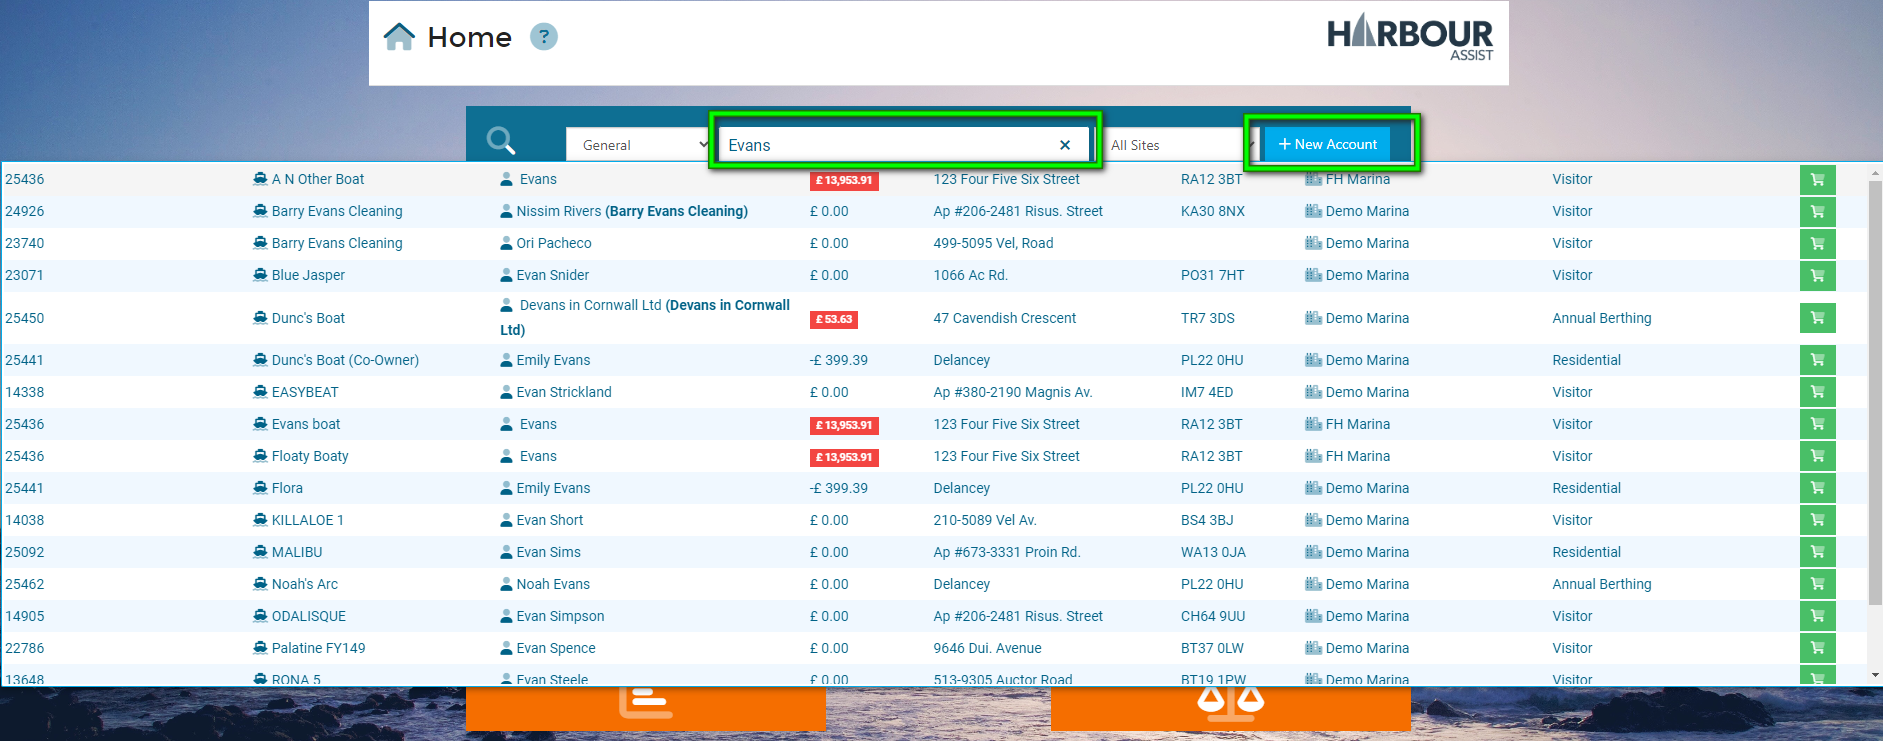 Home ?
HARBOUR
ASSIST
General Evans × All Sites + New Account
25436 A N Other Boat Evans £ 13,953.91 123 Four Five Six Street RA12 3BT FH Marina Visitor
24926 Barry Evans Cleaning Nissim Rivers (Barry Evans Cleaning) £ 0.00 Ap #206-2481 Risus. Street KA30 8NX Demo Marina Visitor
23740 Barry Evans Cleaning Ori Pacheco £ 0.00 499-5095 Vel, Road Demo Marina Visitor
23071 Blue Jasper Evan Snider £ 0.00 1066 Ac Rd. PO31 7HT Demo Marina Visitor
25450 Dunc's Boat Devans in Cornwall Ltd (Devans in Cornwall
Ltd) £ 53.63 47 Cavendish Crescent TR7 3DS Demo Marina Annual Berthing
25441 Dunc's Boat (Co-Owner) Emily Evans -£ 399.39 Delancey PL22 0HU Demo Marina Residential
14338 EASYBEAT Evan Strickland £ 0.00 Ap #380-2190 Magnis Av. IM7 4ED Demo Marina Visitor
25436 Evans boat Evans £ 13,953.91 123 Four Five Six Street RA12 3BT FH Marina Visitor
25436 Floaty Boaty Evans £ 13,953.91 123 Four Five Six Street RA12 3BT FH Marina Visitor
25441 Flora Emily Evans -£ 399.39 Delancey PL22 0HU Demo Marina Residential
14038 KILLALOE 1 Evan Short £ 0.00 210-5089 Vel Av. BS4 3BJ Demo Marina Visitor
25092 MALIBU Evan Sims £ 0.00 Ap #673-3331 Proin Rd. WA13 0JA Demo Marina Residential
25462 Noah's Arc Noah Evans £ 0.00 Delancey PL22 0HU Demo Marina Annual Berthing
14905 ODALISQUE Evan Simpson £ 0.00 Ap #206-2481 Risus. Street CH64 9UU Demo Marina Visitor
22786 Palatine FY149 Evan Spence £ 0.00 9646 Dui. Avenue BT37 0LW Demo Marina Visitor
13648 RONA 5 Evan Steele £ 0.00 513-9305 Auctor Road BT19 1PW Demo Marina Visitor